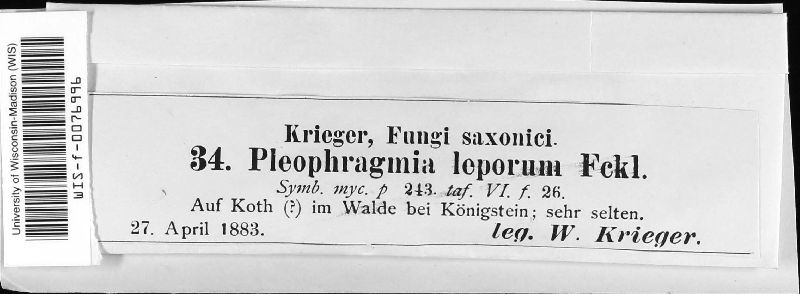 University of Wisconsin-Madison (WIS)
WIS-f-0076996
Krieger, Fungi saxonici.
34. Pleophragmia leporum Fckl.
Symb. myc. p 243. taf. VI. f. 26.
Auf Koth (?) im Walde bei Königstein; sehr selten.
27. April 1883.
leg. W. Krieger.